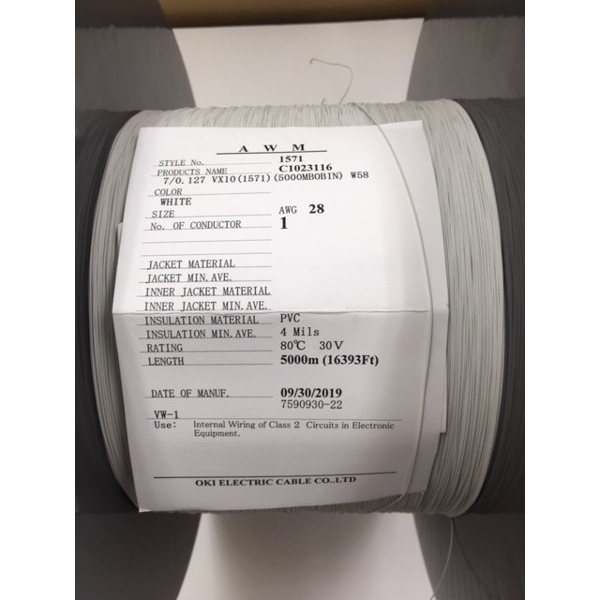 A W M
STYLE No. 1571
PRODUCTS NAME C1023116
7/0.127 VX10(1571)(5000MBOBIN) W58
COLOR
WHITE
SIZE AWG 28
No. OF CONDUCTOR 1
JACKET MATERIAL
JACKET MIN.AVE.
INNER JACKET MATERIAL
INNER JACKET MIN.AVE.
INSULATION MATERIAL PVC
INSULATION MIN.AVE. 4 Mils
RATING 80℃ 30V
LENGTH 5000m (16393Ft)
DATE OF MANUF. 09/30/2019
7590930-22
VW-1
Use: Internal Wiring of Class 2 Circuits in Electronic
Equipment.
OKI ELECTRIC CABLE CO.,LTD